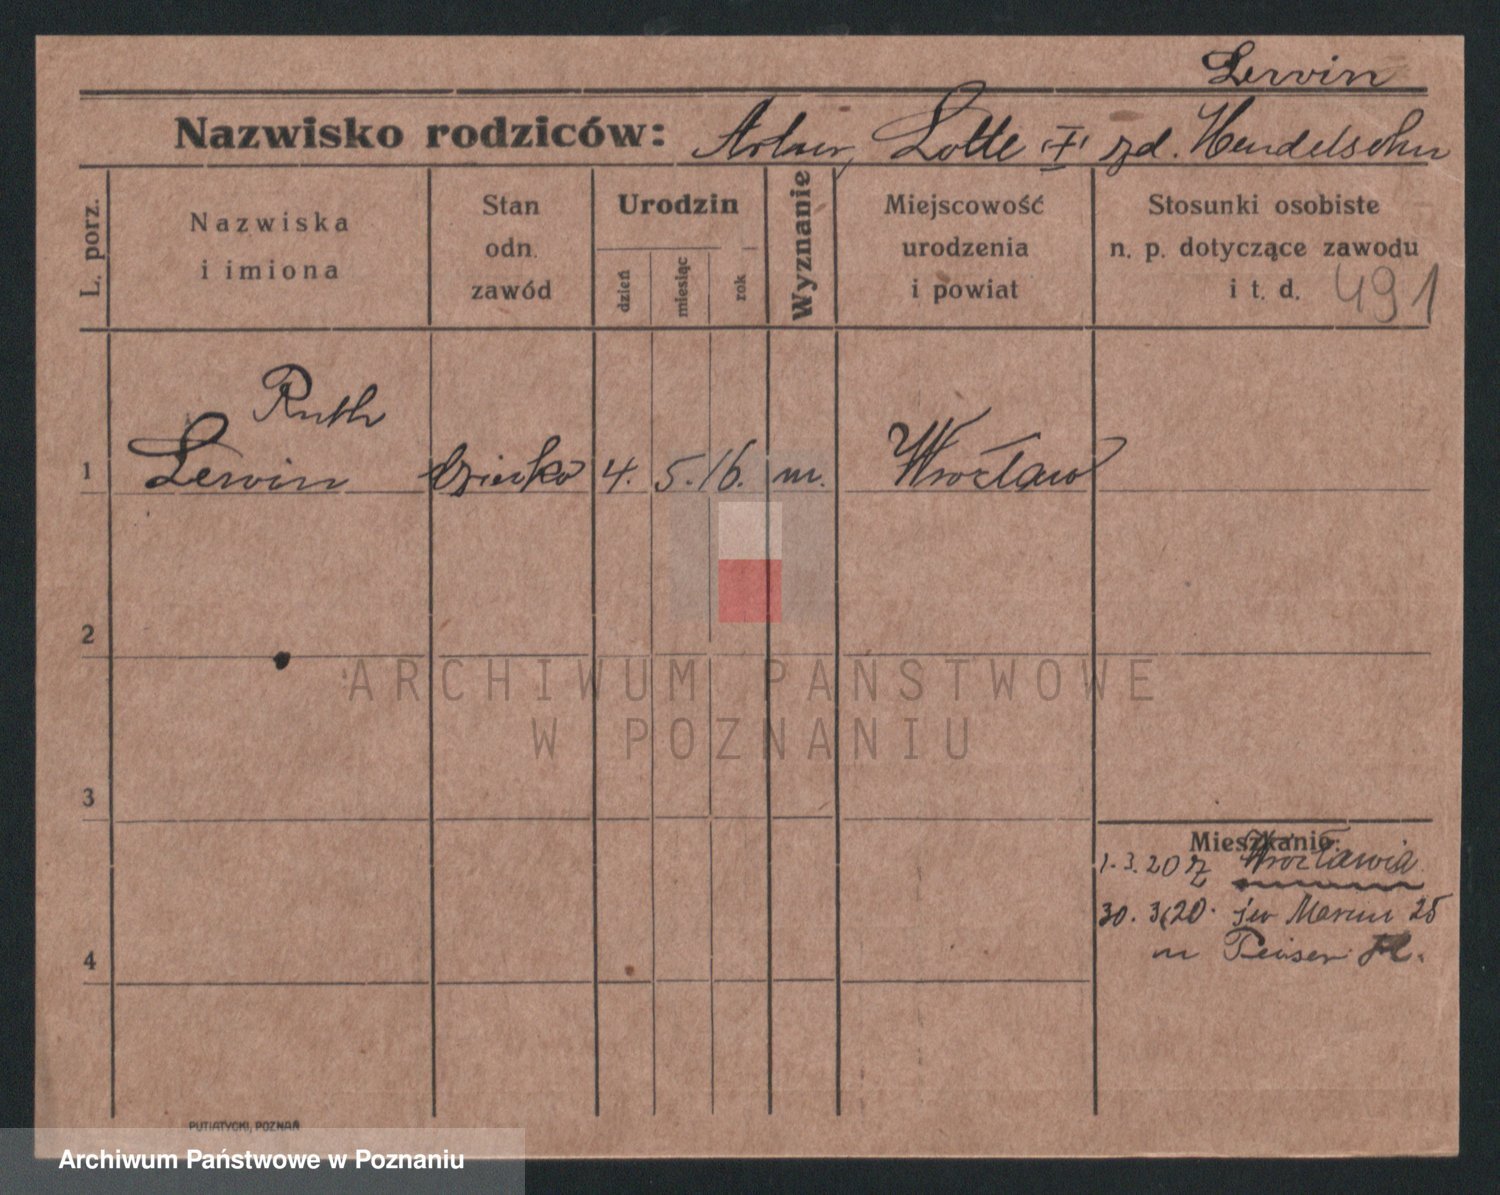 Lewin
Nazwisko rodziców: Artur, Lotte I zd. Mendelsohn
L. porz.
Nazwiska
i imiona
Stan
odn.
zawód
Urodzin
dzień
miesiąc
rok
Wyznanie
Miejscowość
urodzenia
i powiat
Stosunki osobiste
n. p. dotyczące zawodu
i t. d. 491
Ruth
1 Lewin dziecko 4. 5. 16. m. Wrocław
2
ARCHIWUM PAŃSTWOWE
W POZNANIU
3
Mieszkanie:
1.3.20 z Wrocławia
30. 3.20. św Marcin 25
4
m Peiser
PUTIATYCKI, POZNAŃ
Archiwum Państwowe w Poznaniu